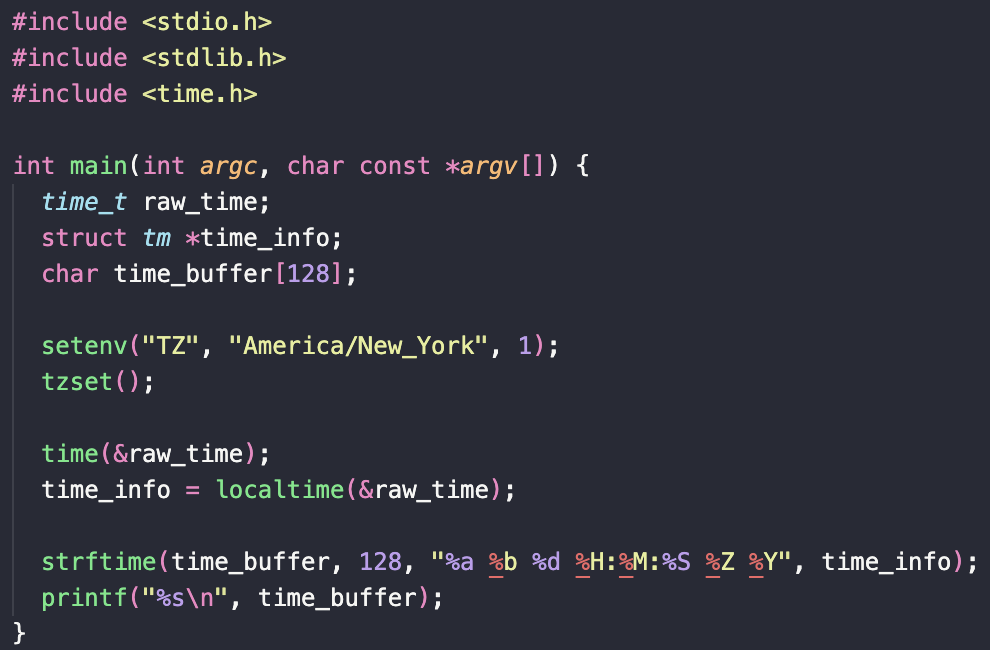 #include <stdio.h>
#include <stdlib.h>
#include <time.h>
int main(int argc, char const *argv[]) {
time_t raw_time;
struct tm *time_info;
char time_buffer[128];
setenv("TZ", "America/New_York", 1);
tzset();
time(&raw_time);
time_info = localtime(&raw_time);
strftime(time_buffer, 128, "%a %b %d %H:%M:%S %Z %Y", time_info);
printf("%s\n", time_buffer);
}